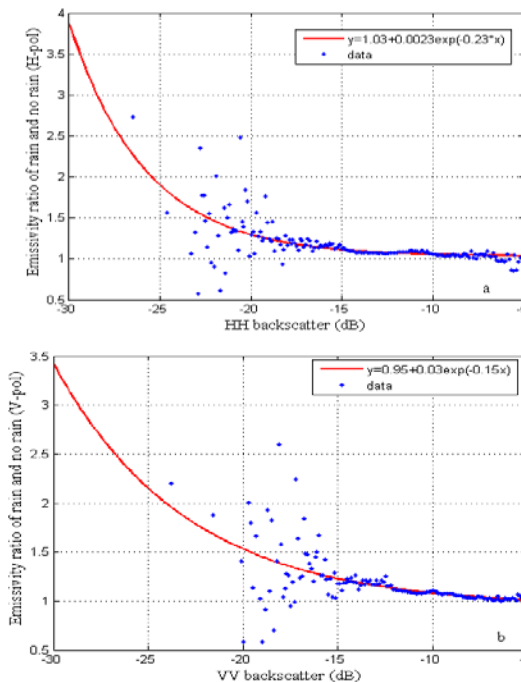 Emissivity ratio of rain and no rain (H-pol)
4
3.5
3
2.5
2
1.5
1
0.5
y=1.03+0.0023exp(-0.23*x)
data
a
-30
-25
-20
-15
-10
-5
HH backscatter (dB)
Emissivity ratio of rain and no rain (V-pol)
3.5
3
2.5
2
1.5
1
0.5
y=0.95+0.03exp(-0.15x)
data
b
-30
-25
-20
-15
-10
-5
VV backscatter (dB)